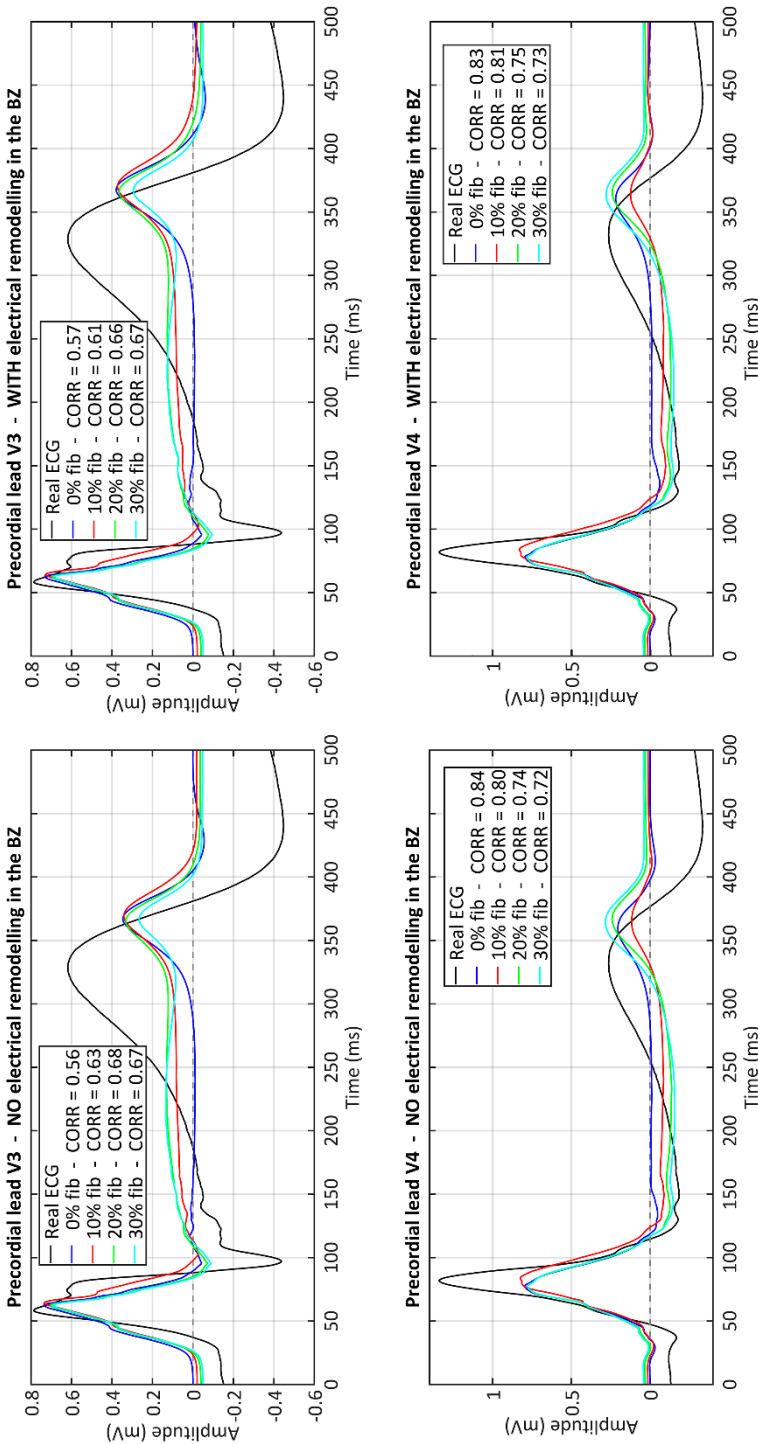 Precordial lead V3 - NO electrical remodelling in the BZ
0.8
0.6
0.4
0.2
0
-0.2
-0.4
-0.6
Amplitude (mV)
Real ECG
0% fib - CORR = 0.56
10% fib - CORR = 0.63
20% fib - CORR = 0.68
30% fib - CORR = 0.67
0 50 100 150 200 250 300 350 400 450 500
Time (ms)
Precordial lead V3 - WITH electrical remodelling in the BZ
0.8
0.6
0.4
0.2
0
-0.2
-0.4
-0.6
Amplitude (mV)
Real ECG
0% fib - CORR = 0.57
10% fib - CORR = 0.61
20% fib - CORR = 0.66
30% fib - CORR = 0.67
0 50 100 150 200 250 300 350 400 450 500
Time (ms)
Precordial lead V4 - NO electrical remodelling in the BZ
1
0.5
0
Amplitude (mV)
Real ECG
0% fib - CORR = 0.84
10% fib - CORR = 0.80
20% fib - CORR = 0.74
30% fib - CORR = 0.72
0 50 100 150 200 250 300 350 400 450 500
Time (ms)
Precordial lead V4 - WITH electrical remodelling in the BZ
1
0.5
0
Amplitude (mV)
Real ECG
0% fib - CORR = 0.83
10% fib - CORR = 0.81
20% fib - CORR = 0.75
30% fib - CORR = 0.73
0 50 100 150 200 250 300 350 400 450 500
Time (ms)